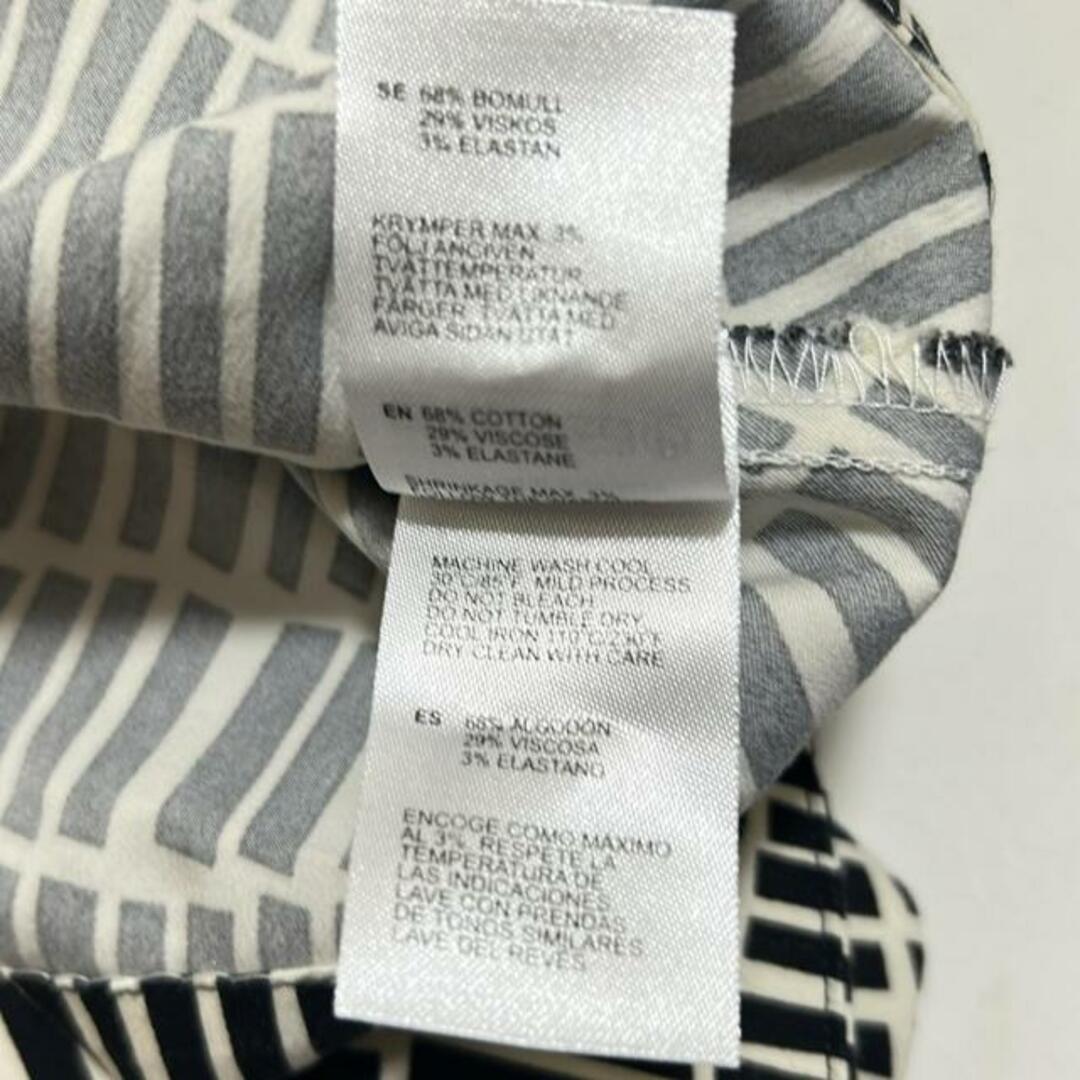 SE 68% BOMULL
29% VISKOS
3% ELASTAN
KRYMPER MAX 3%
FÖLJ ANGIVEN
TVÄTTEMPERATUR
TVÄTTA MED LIKNANDE
FÄRGER. TVÄTTA MED
AVIGA SIDAN UTÅT
EN 68% COTTON
29% VISCOSE
3% ELASTANE
SHRINKAGE MAX 3%
MACHINE WASH COOL
30°C/85°F MILD PROCESS
DO NOT BLEACH
DO NOT TUMBLE DRY
COOL IRON 110°C/230°F
DRY CLEAN WITH CARE
ES 68% ALGODÓN
29% VISCOSA
3% ELASTANO
ENCOGE COMO MÁXIMO
AL 3%. RESPETE LA
TEMPERATURA DE
LAS INDICACIONES
LAVE CON PRENDAS
DE TONOS SIMILARES
LAVE DEL REVÉS